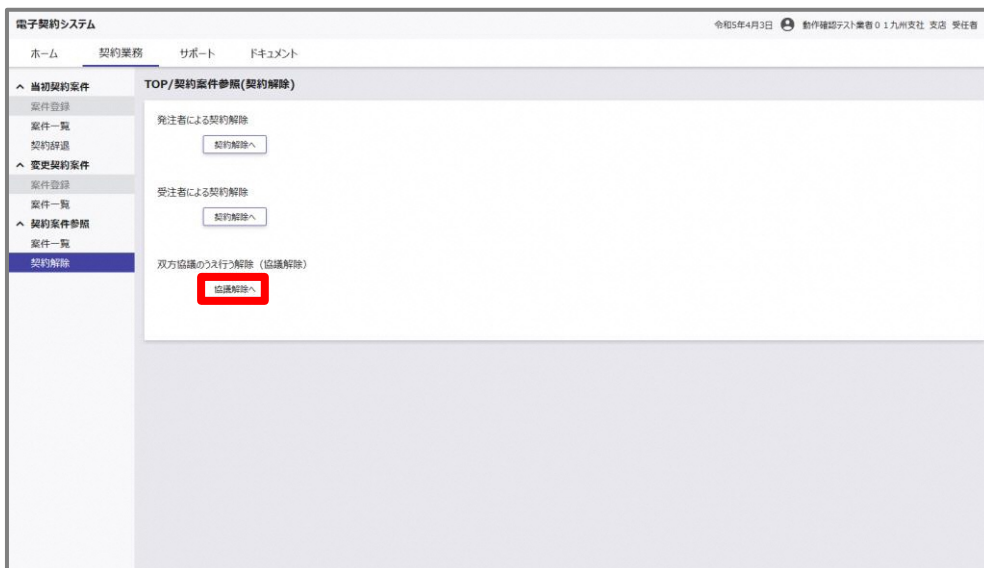 電子契約システム
令和5年4月3日 動作確認テスト業者01九州支社 支店 受任者
ホーム 契約業務 サポート ドキュメント
当初契約案件
案件登録
案件一覧
契約辞退
変更契約案件
案件登録
案件一覧
契約案件参照
案件一覧
契約解除
TOP/契約案件参照(契約解除)
発注者による契約解除
契約解除へ
受注者による契約解除
契約解除へ
双方協議のうえ行う解除（協議解除）
協議解除へ